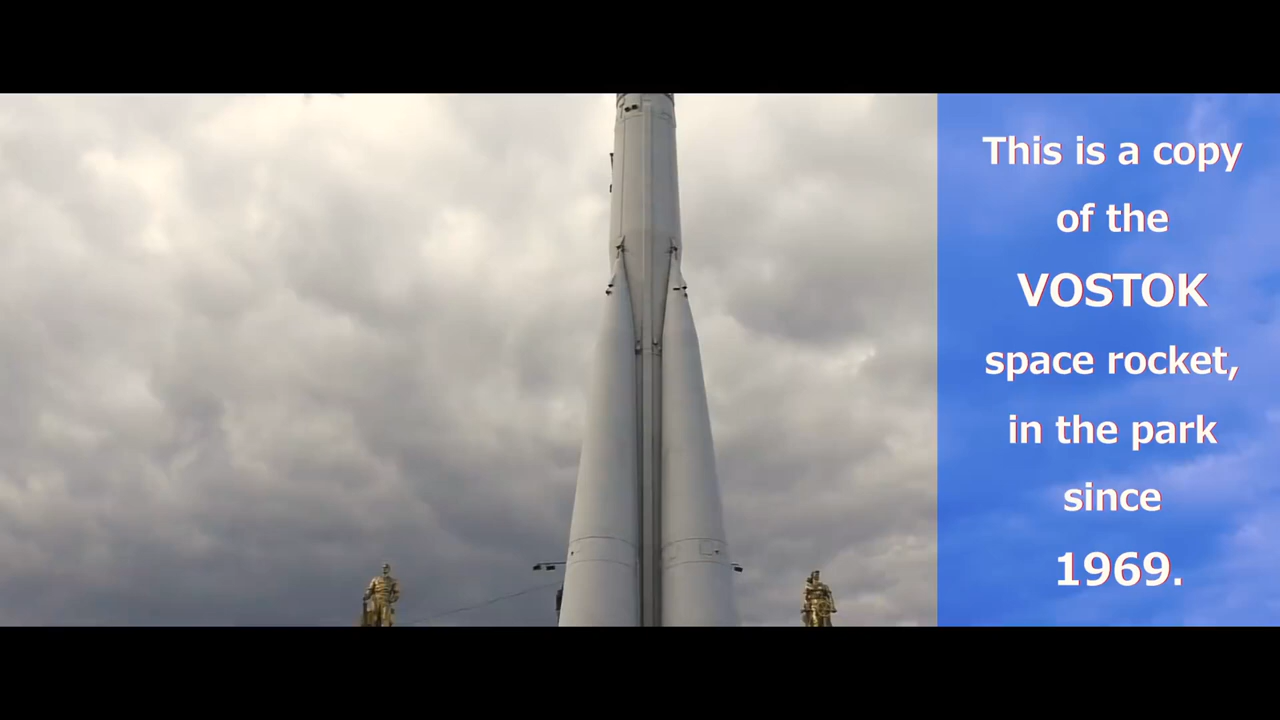 This is a copy
of the
VOSTOK
space rocket,
in the park
since
1969.